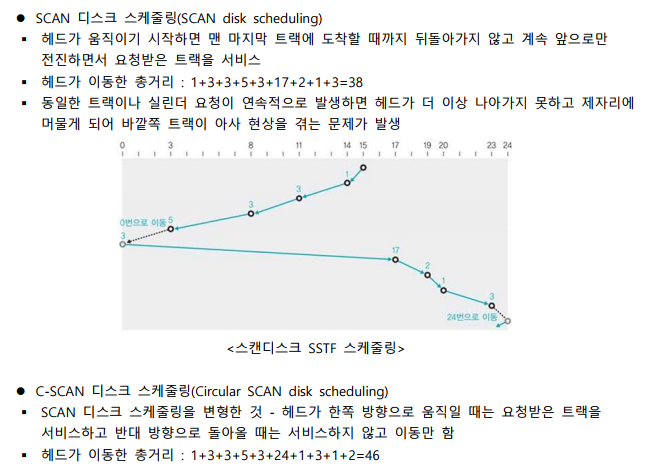 ● SCAN 디스크 스케줄링(SCAN disk scheduling)
▪ 헤드가 움직이기 시작하면 맨 마지막 트랙에 도착할 때까지 뒤돌아가지 않고 계속 앞으로만
전진하면서 요청받은 트랙을 서비스
▪ 헤드가 이동한 총거리 : 1+3+3+5+3+17+2+1+3=38
▪ 동일한 트랙이나 실린더 요청이 연속적으로 발생하면 헤드가 더 이상 나아가지 못하고 제자리에
머물게 되어 바깥쪽 트랙이 아사 현상을 겪는 문제가 발생
0 3 8 11 14 15 17 19 20 23 24
1
3
3
0번으로 이동 5
3
17
2
1
3
24번으로 이동
<스캔디스크 SSTF 스케줄링>
● C-SCAN 디스크 스케줄링(Circular SCAN disk scheduling)
▪ SCAN 디스크 스케줄링을 변형한 것 - 헤드가 한쪽 방향으로 움직일 때는 요청받은 트랙을
서비스하고 반대 방향으로 돌아올 때는 서비스하지 않고 이동만 함
▪ 헤드가 이동한 총거리 : 1+3+3+5+3+24+1+3+1+2=46